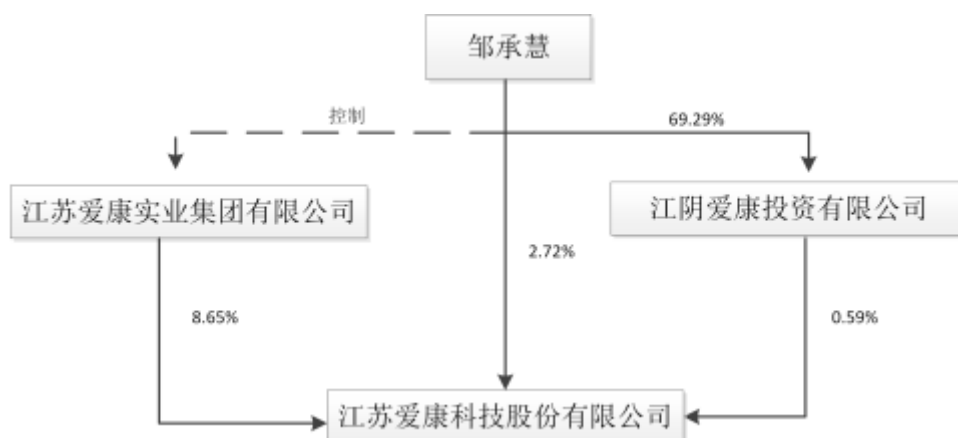 邹承慧
控制
69.29%
江苏爱康实业集团有限公司
江阴爱康投资有限公司
2.72%
8.65%
0.59%
江苏爱康科技股份有限公司